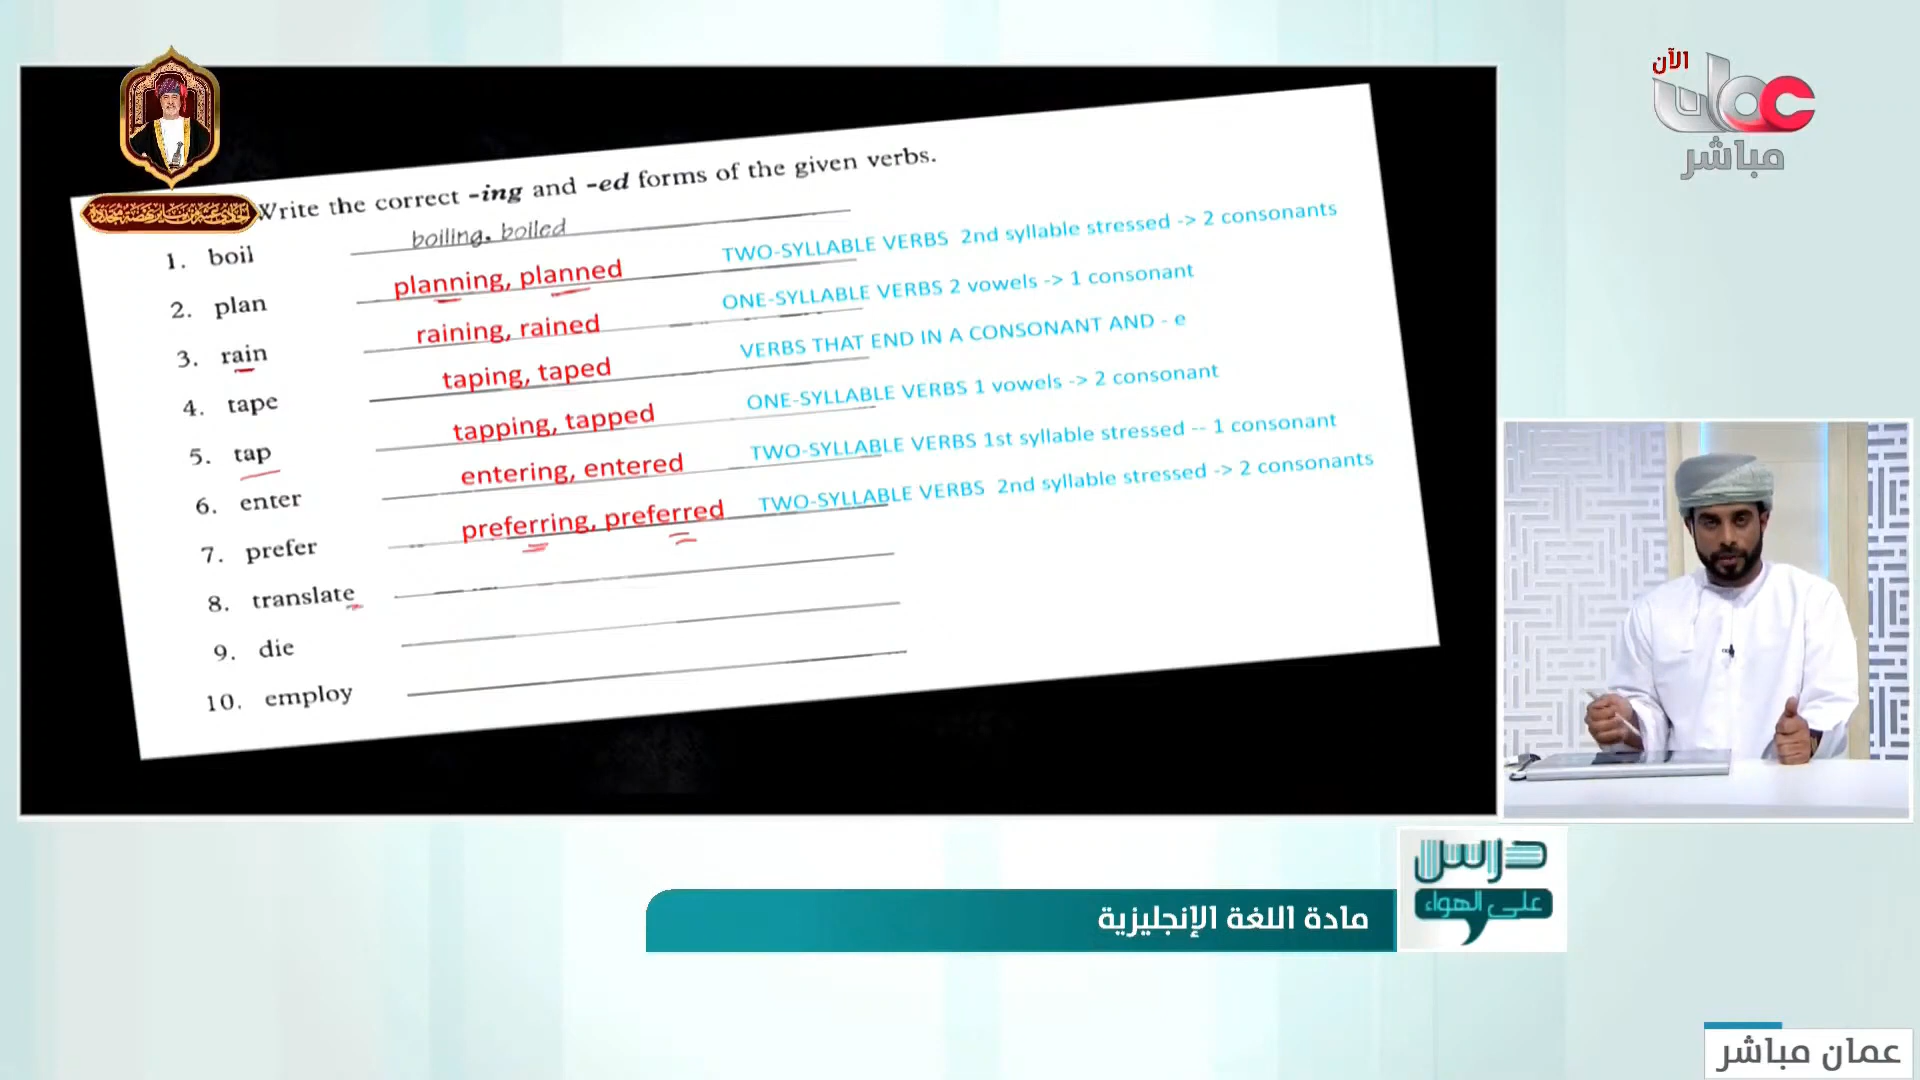 الآن
عمان
مباشر
Write the correct -ing and -ed forms of the given verbs.
1. boil boiling, boiled
2. plan planning, planned TWO-SYLLABLE VERBS 2nd syllable stressed -> 2 consonants
3. rain raining, rained ONE-SYLLABLE VERBS 2 vowels -> 1 consonant
4. tape taping, taped VERBS THAT END IN A CONSONANT AND - e
5. tap tapping, tapped ONE-SYLLABLE VERBS 1 vowels -> 2 consonant
6. enter entering, entered TWO-SYLLABLE VERBS 1st syllable stressed -- 1 consonant
7. prefer preferring, preferred TWO-SYLLABLE VERBS 2nd syllable stressed -> 2 consonants
8. translate
9. die
10. employ
درس
على الهواء
مادة اللغة الإنجليزية
عمان مباشر